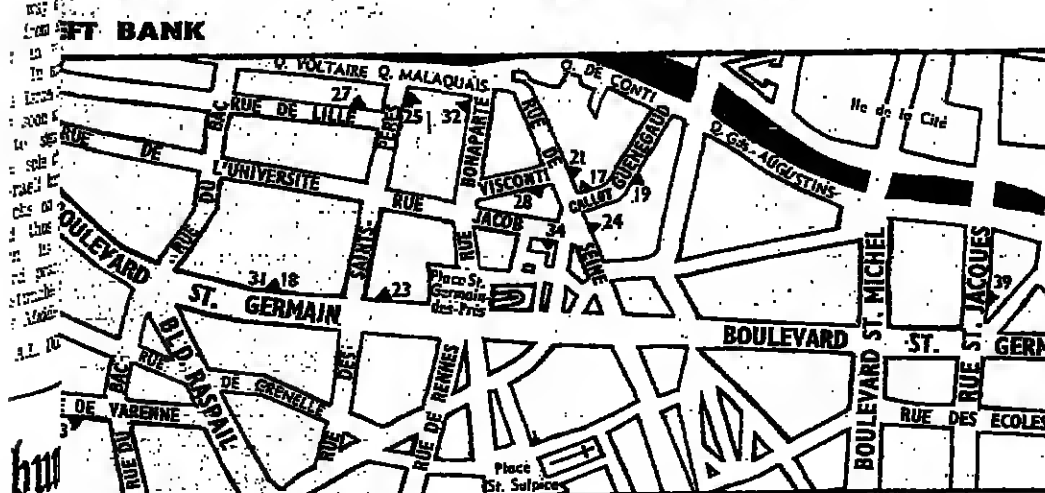 EFT BANK
Q. VOLTAIRE
Q. MALAQUAIS
Q. DE CONTI
Ile de la Cité
27
RUE DE LILLE
25
32
BAC
PERES
BONAPARTE
RUE DE
GUENEGAUD
Q. Gds. AUGUSTINS
RUE DE
L'UNIVERSITE
RUE
VISCONTI
JACOB
21
17
19
28
CALLOT
24
34
SEINE
RUE DU
SAINTS-
RUE
BOULEVARD ST. MICHEL
RUE ST. JACQUES
39
OULEVARD
31
18
23
ST. GERMAIN
Place St. Germain-des-Prés
BOULEVARD
ST.
GERM
BLD RASPAIL
RUE
DE GRENELLE
DES
RUE
RUE DE RENNES
BAC
RUE DU
E DE VARENNE
3
RUE DES ECOLES
Place
St. Sulpice